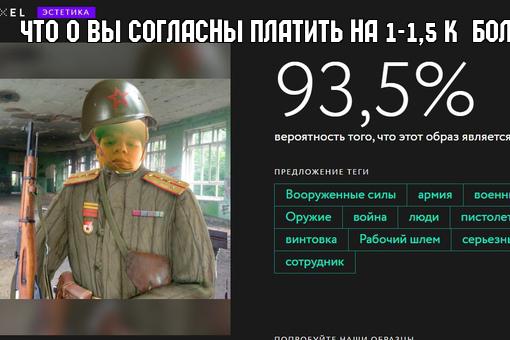 XEL ЭСТЕТИКА
ЧТО О ВЫ СОГЛАСНЫ ПЛАТИТЬ НА 1-1,5 К БОЛ
93,5%
вероятность того, что этот образ является
ПРЕДЛОЖЕНИЕ ТЕГИ
Вооруженные силы армия военн
Оружие война люди пистолет
винтовка Рабочий шлем серьезны
сотрудник
ПОПРОБУЙТЕ НАШИ ОБРАЗЦЫ